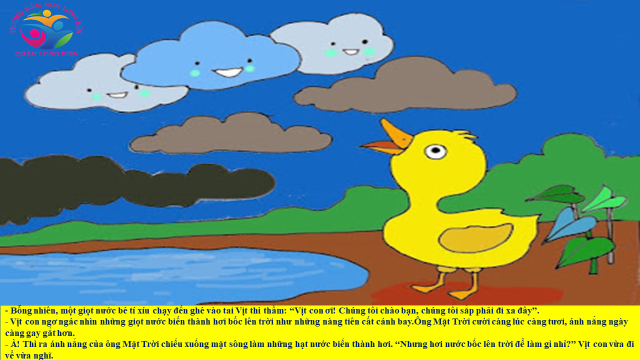 - Bỗng nhiên, một giọt nước bé tí xíu chạy đến ghé vào tai Vịt thì thầm: “Vịt con ơi! Chúng tôi chào bạn, chúng tôi sắp phải đi xa đây”.
- Vịt con ngơ ngác nhìn những giọt nước biến thành hơi bốc lên trời như những nàng tiên cất cánh bay.Ông Mặt Trời cười càng lúc càng tươi, ánh nắng ngày
càng gay gắt hơn.
- À! Thì ra ánh nắng của ông Mặt Trời chiếu xuống mặt sông làm những hạt nước biến thành hơi. “Nhưng hơi nước bốc lên trời để làm gì nhỉ?” Vịt con vừa đi
về vừa nghĩ.